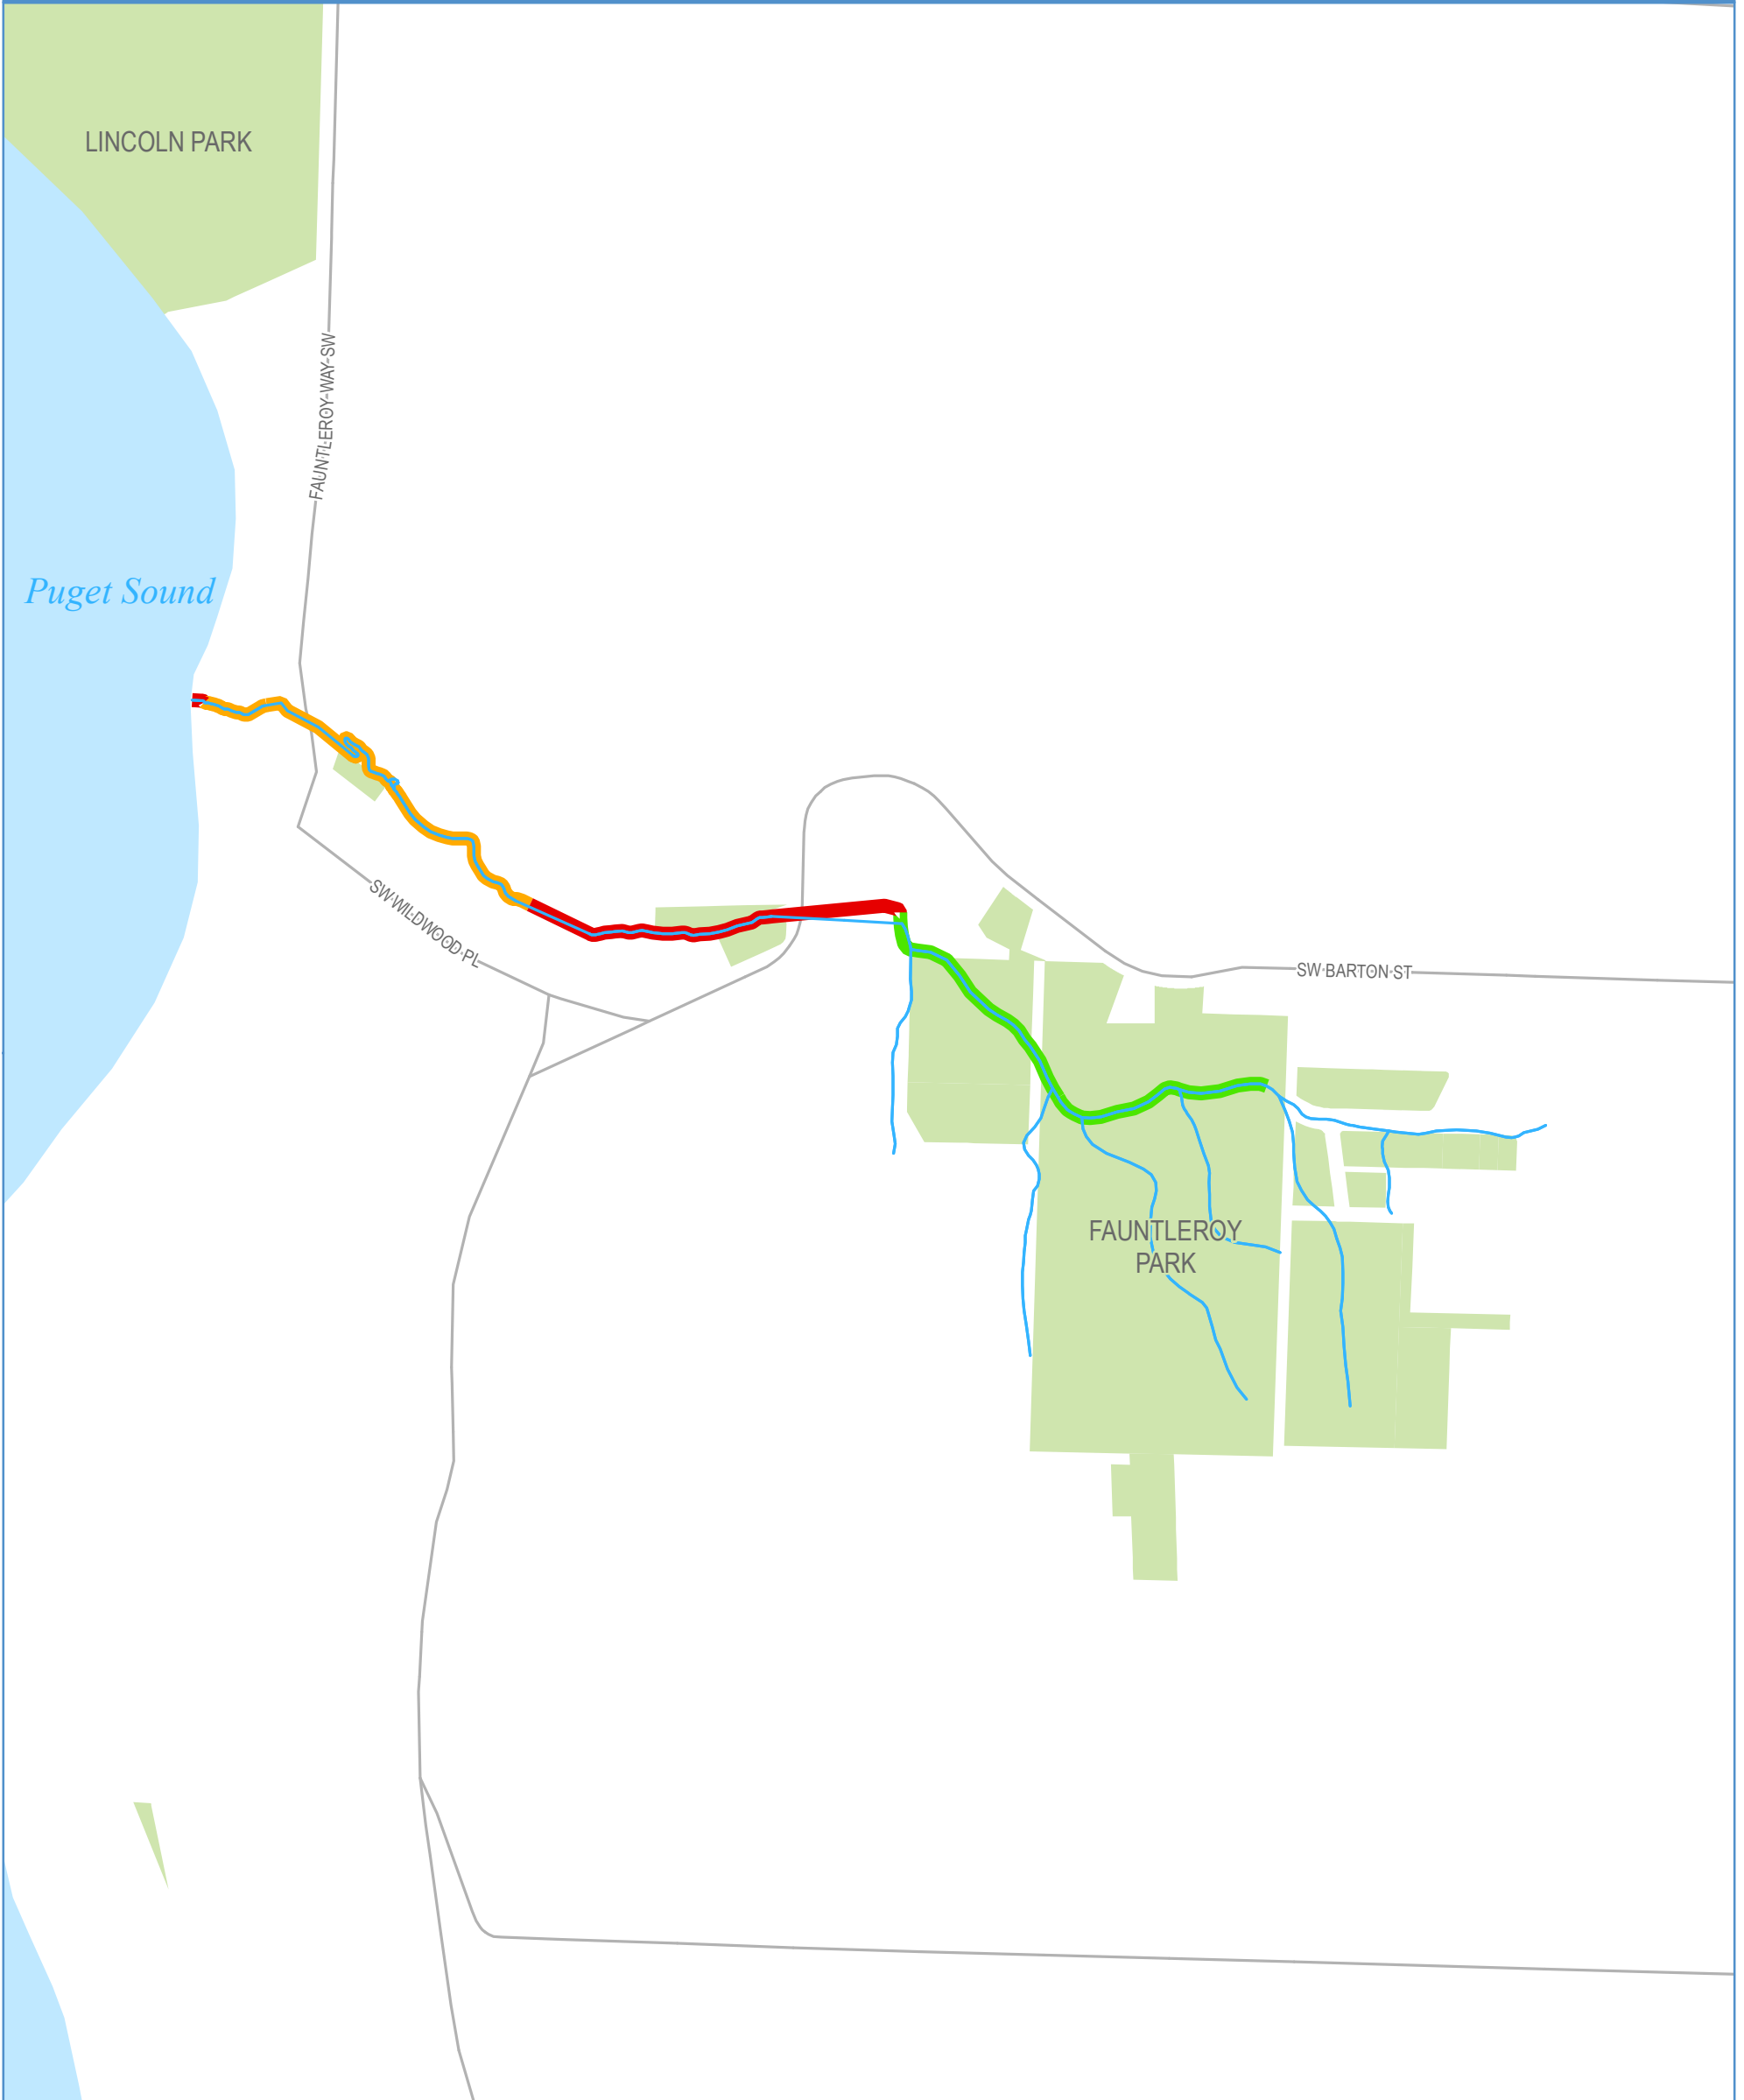 LINCOLN PARK
FAUNTLEROY WAY SW
Puget Sound
SW WILDWOOD PL
SW BARTON ST
FAUNTLEROY
PARK